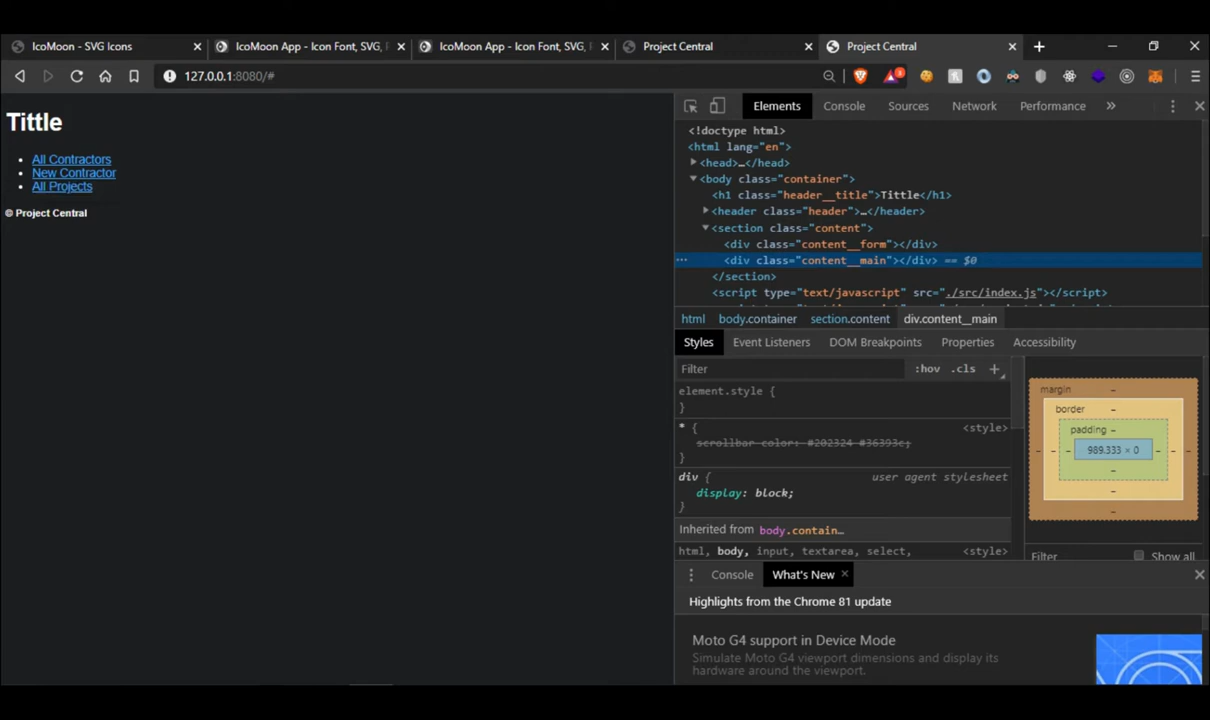 IcoMoon - SVG Icons
IcoMoon App - Icon Font, SVG,
IcoMoon App - Icon Font, SVG,
Project Central
Project Central
127.0.0.1:8080/#
Tittle
All Contractors
New Contractor
All Projects
© Project Central
Elements Console Sources Network Performance
<!doctype html>
<html lang="en">
<head>…</head>
<body class="container">
<h1 class="header__title">Tittle</h1>
<header class="header">…</header>
<section class="content">
<div class="content__form"></div>
<div class="content__main"></div> == $0
</section>
<script type="text/javascript" src="./src/index.js"></script>
html body.container section.content div.content__main
Styles Event Listeners DOM Breakpoints Properties Accessibility
Filter :hov .cls +
element.style {
}
* { <style>
scrollbar color: #202324 #36393c;
}
div { user agent stylesheet
display: block;
}
Inherited from body.contain…
html, body, input, textarea, select, <style>
margin –
border –
padding –
– – – 989.333 × 0 – – –
–
–
–
Filter Show all
Console What's New
Highlights from the Chrome 81 update
Moto G4 support in Device Mode
Simulate Moto G4 viewport dimensions and display its
hardware around the viewport.